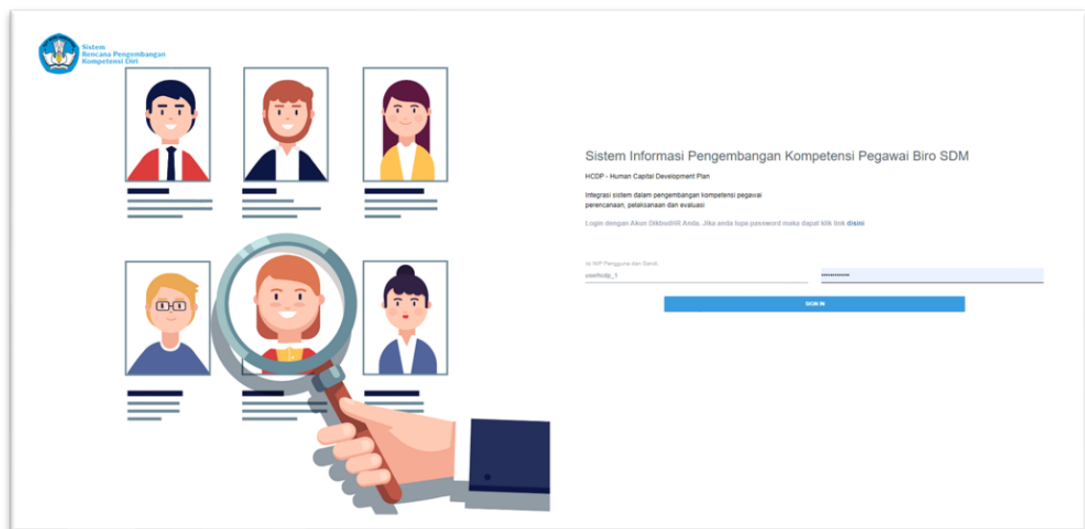 Sistem
Rencana Pengembangan
Kompetensi Diri
Sistem Informasi Pengembangan Kompetensi Pegawai Biro SDM
HCDP - Human Capital Development Plan
Integrasi sistem dalam pengembangan kompetensi pegawai
perencanaan, pelaksanaan dan evaluasi
Login dengan Akun DikbudHR Anda. Jika anda lupa password maka dapat klik link disini
NIP Pengguna dan Sandi.
userhcdp_1
SIGN IN